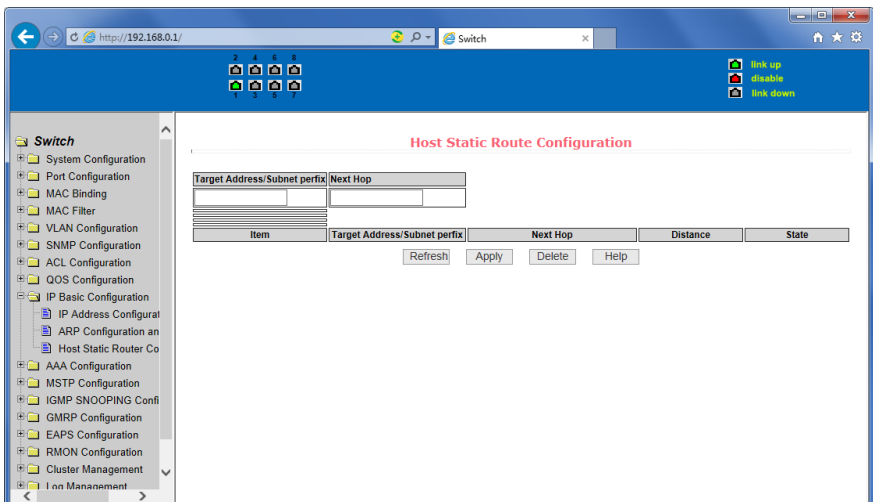 http://192.168.0.1/
Switch
2 4 6 8
1 3 5 7
link up
disable
link down
Switch
System Configuration
Port Configuration
MAC Binding
MAC Filter
VLAN Configuration
SNMP Configuration
ACL Configuration
QOS Configuration
IP Basic Configuration
IP Address Configurat
ARP Configuration an
Host Static Router Co
AAA Configuration
MSTP Configuration
IGMP SNOOPING Confi
GMRP Configuration
EAPS Configuration
RMON Configuration
Cluster Management
Log Management
Host Static Route Configuration
Target Address/Subnet perfix Next Hop
Item Target Address/Subnet perfix Next Hop Distance State
Refresh Apply Delete Help